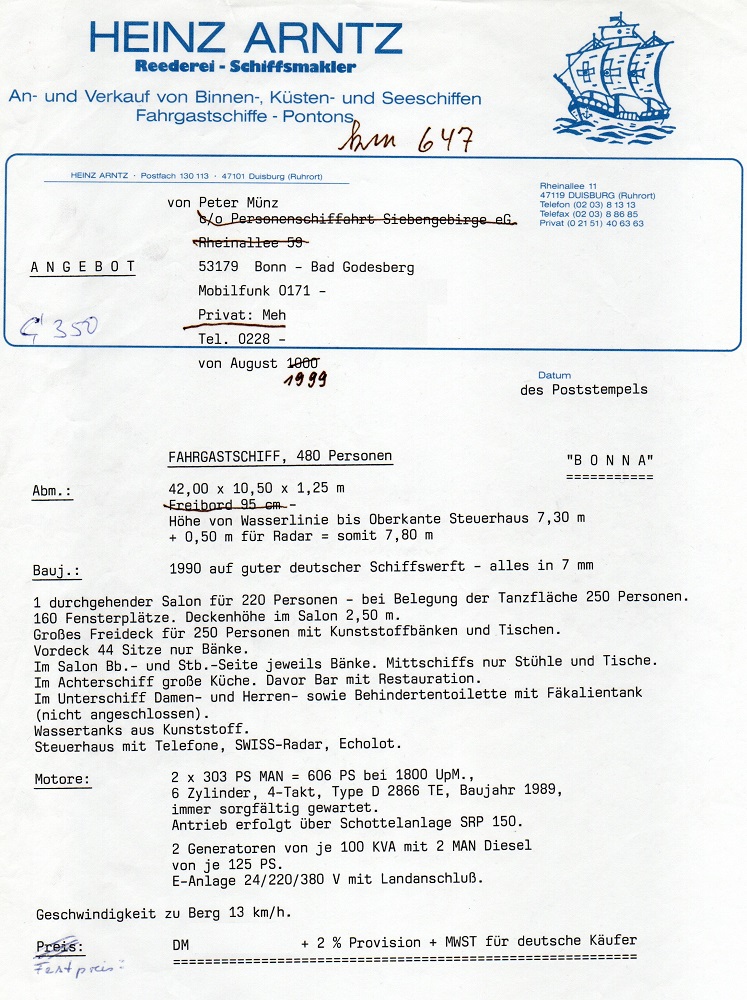 HEINZ ARNTZ
Reederei - Schiffsmakler
An- und Verkauf von Binnen-, Küsten- und Seeschiffen
Fahrgastschiffe - Pontons
km 647
HEINZ ARNTZ · Postfach 130 113 · 47101 Duisburg (Ruhrort)
Rheinallee 11
47119 DUISBURG (Ruhrort)
Telefon (02 03) 8 13 13
Telefax (02 03) 8 86 85
Privat (0 21 51) 40 63 63
von Peter Münz
c/o Personenschiffahrt Siebengebirge eG.
Rheinallee 59
ANGEBOT
53179 Bonn - Bad Godesberg
Mobilfunk 0171 -
Privat: Meh
350
Tel. 0228 -
von August 1000
1999
Datum
des Poststempels
FAHRGASTSCHIFF, 480 Personen
"B O N N A"
===========
Abm.: 42,00 x 10,50 x 1,25 m
Freibord 95 cm -
Höhe von Wasserlinie bis Oberkante Steuerhaus 7,30 m
+ 0,50 m für Radar = somit 7,80 m
Bauj.: 1990 auf guter deutscher Schiffswerft - alles in 7 mm
1 durchgehender Salon für 220 Personen - bei Belegung der Tanzfläche 250 Personen.
160 Fensterplätze. Deckenhöhe im Salon 2,50 m.
Großes Freideck für 250 Personen mit Kunststoffbänken und Tischen.
Vordeck 44 Sitze nur Bänke.
Im Salon Bb.- und Stb.-Seite jeweils Bänke. Mittschiffs nur Stühle und Tische.
Im Achterschiff große Küche. Davor Bar mit Restauration.
Im Unterschiff Damen- und Herren- sowie Behindertentoilette mit Fäkalientank
(nicht angeschlossen).
Wassertanks aus Kunststoff.
Steuerhaus mit Telefone, SWISS-Radar, Echolot.
Motore: 2 x 303 PS MAN = 606 PS bei 1800 UpM.,
6 Zylinder, 4-Takt, Type D 2866 TE, Baujahr 1989,
immer sorgfältig gewartet.
Antrieb erfolgt über Schottelanlage SRP 150.
2 Generatoren von je 100 KVA mit 2 MAN Diesel
von je 125 PS.
E-Anlage 24/220/380 V mit Landanschluß.
Geschwindigkeit zu Berg 13 km/h.
Preis: DM + 2 % Provision + MWST für deutsche Käufer
Festpreis:
==========================================================